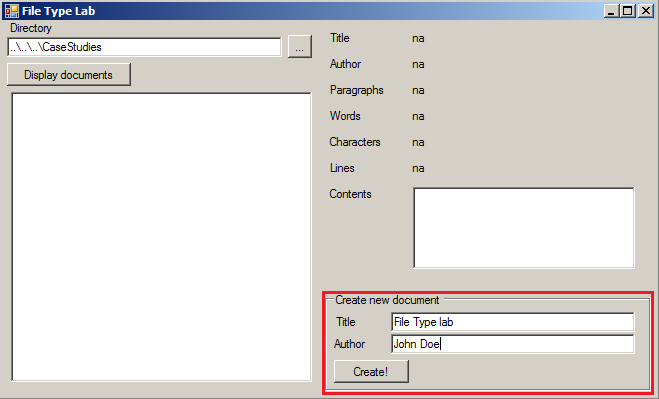 File Type Lab
Directory
..\..\..\CaseStudies
...
Display documents
Title na
Author na
Paragraphs na
Words na
Characters na
Lines na
Contents
Create new document
Title File Type lab
Author John Doe
Create!